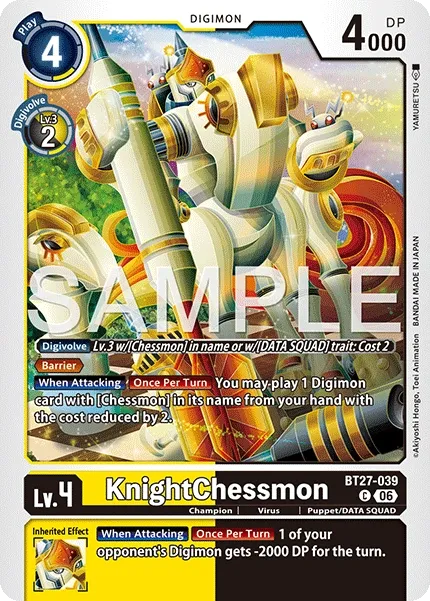 DIGIMON
Play
4
DP
4000
YAMURETSU
Digivolve
Lv.3
2
SAMPLE
Digivolve Lv.3 w/[Chessmon] in name or w/[DATA SQUAD] trait: Cost 2
Barrier
When Attacking Once Per Turn You may play 1 Digimon
card with [Chessmon] in its name from your hand with
the cost reduced by 2.
©Akiyoshi Hongo, Toei Animation BANDAI MADE IN JAPAN
Lv.4
KnightChessmon
BT27-039
C 06
Champion Virus Puppet/DATA SQUAD
Inherited Effect
When Attacking Once Per Turn 1 of your
opponent's Digimon gets -2000 DP for the turn.